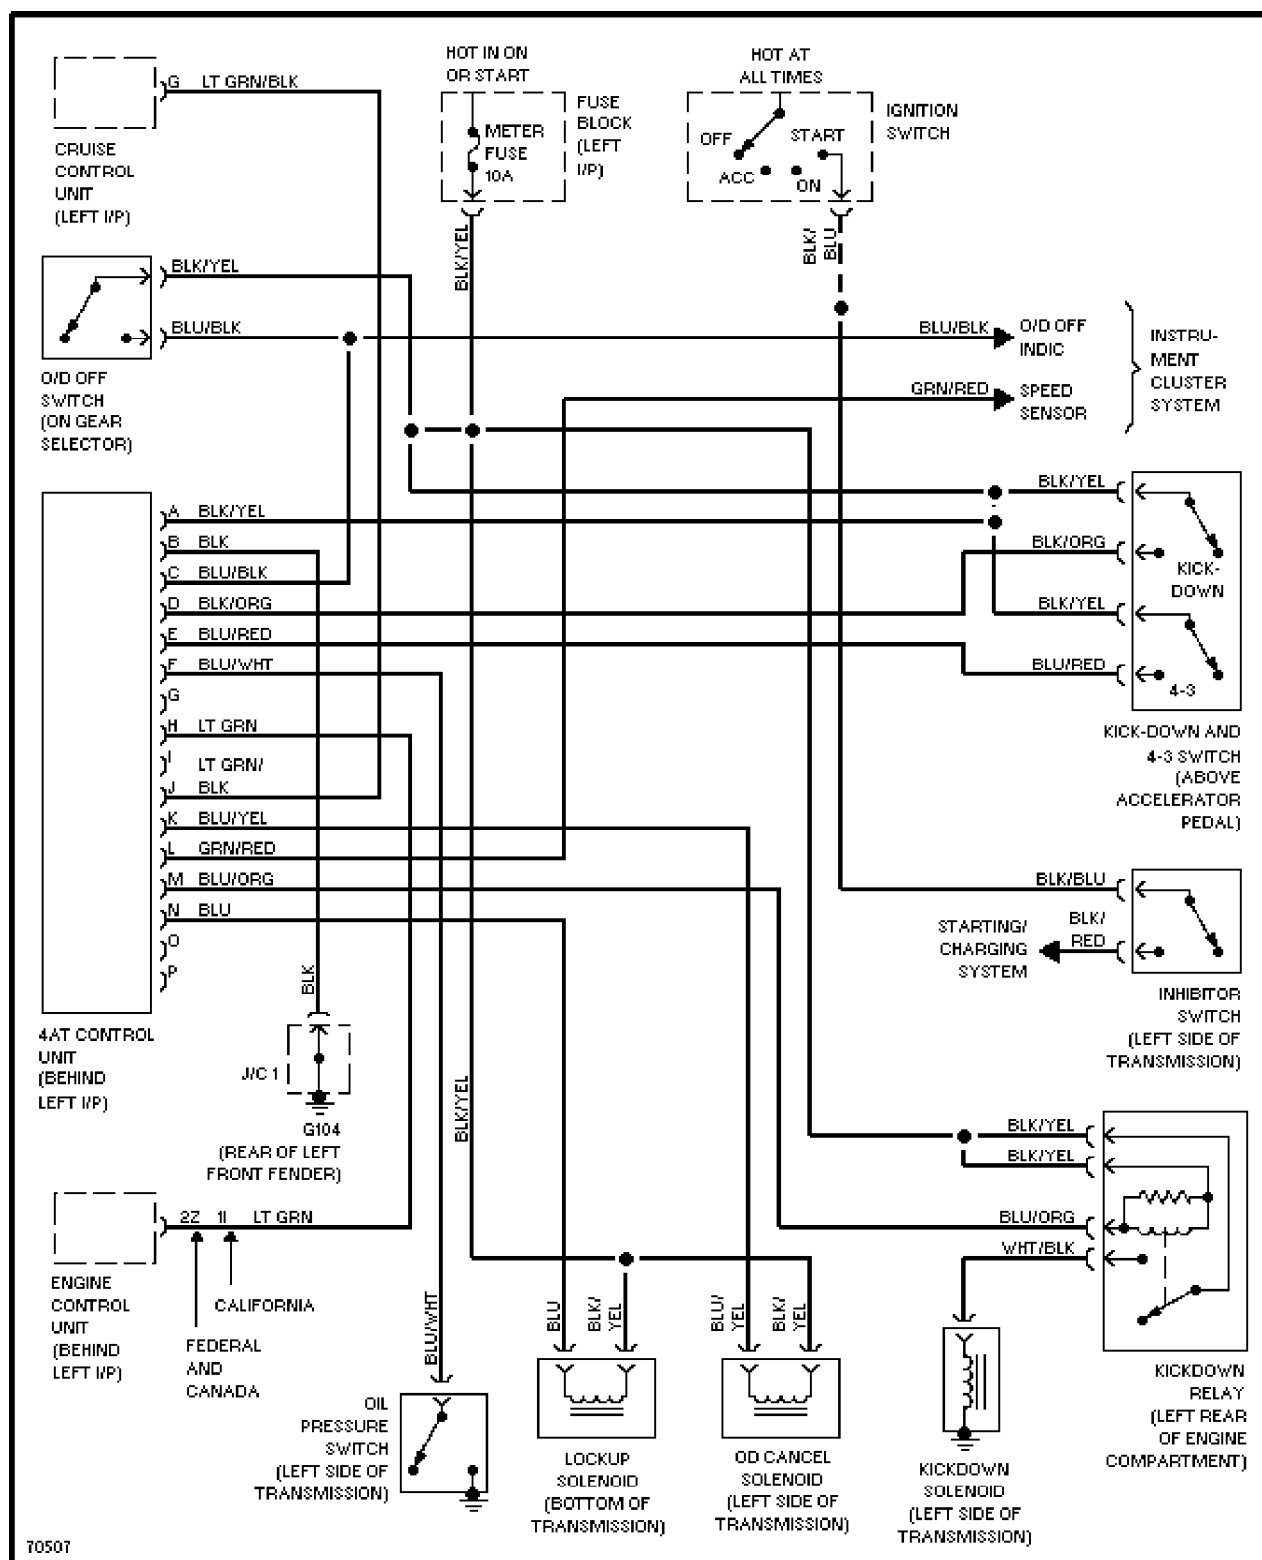 HOT IN ON
OR START
HOT AT
ALL TIMES
G LT GRN/BLK
CRUISE
CONTROL
UNIT
(LEFT I/P)
METER
FUSE
10A
FUSE
BLOCK
(LEFT
I/P)
OFF
START
ACC
ON
IGNITION
SWITCH
BLK/YEL
BLK/
BLU
BLK/YEL
BLU/BLK
O/D OFF
SWITCH
(ON GEAR
SELECTOR)
BLU/BLK
O/D OFF
INDIC
GRN/RED
SPEED
SENSOR
INSTRU-
MENT
CLUSTER
SYSTEM
A BLK/YEL
B BLK
C BLU/BLK
D BLK/ORG
E BLU/RED
F BLU/WHT
G
H LT GRN
I LT GRN/
J BLK
K BLU/YEL
L GRN/RED
M BLU/ORG
N BLU
O
P
4AT CONTROL
UNIT
(BEHIND
LEFT I/P)
BLK/YEL
BLK/ORG
KICK-
DOWN
BLK/YEL
BLU/RED
4-3
KICK-DOWN AND
4-3 SWITCH
(ABOVE
ACCELERATOR
PEDAL)
BLK/BLU
BLK/
RED
STARTING/
CHARGING
SYSTEM
INHIBITOR
SWITCH
(LEFT SIDE OF
TRANSMISSION)
BLK
J/C 1
G104
(REAR OF LEFT
FRONT FENDER)
BLK/YEL
2Z 1I LT GRN
ENGINE
CONTROL
UNIT
(BEHIND
LEFT I/P)
CALIFORNIA
FEDERAL
AND
CANADA
BLU/WHT
OIL
PRESSURE
SWITCH
(LEFT SIDE OF
TRANSMISSION)
BLU
BLK/
YEL
LOCKUP
SOLENOID
(BOTTOM OF
TRANSMISSION)
BLU/
YEL
BLK/
YEL
OD CANCEL
SOLENOID
(LEFT SIDE OF
TRANSMISSION)
BLK/YEL
BLK/YEL
BLU/ORG
WHT/BLK
KICKDOWN
SOLENOID
(LEFT SIDE OF
TRANSMISSION)
KICKDOWN
RELAY
(LEFT REAR
OF ENGINE
COMPARTMENT)
70507